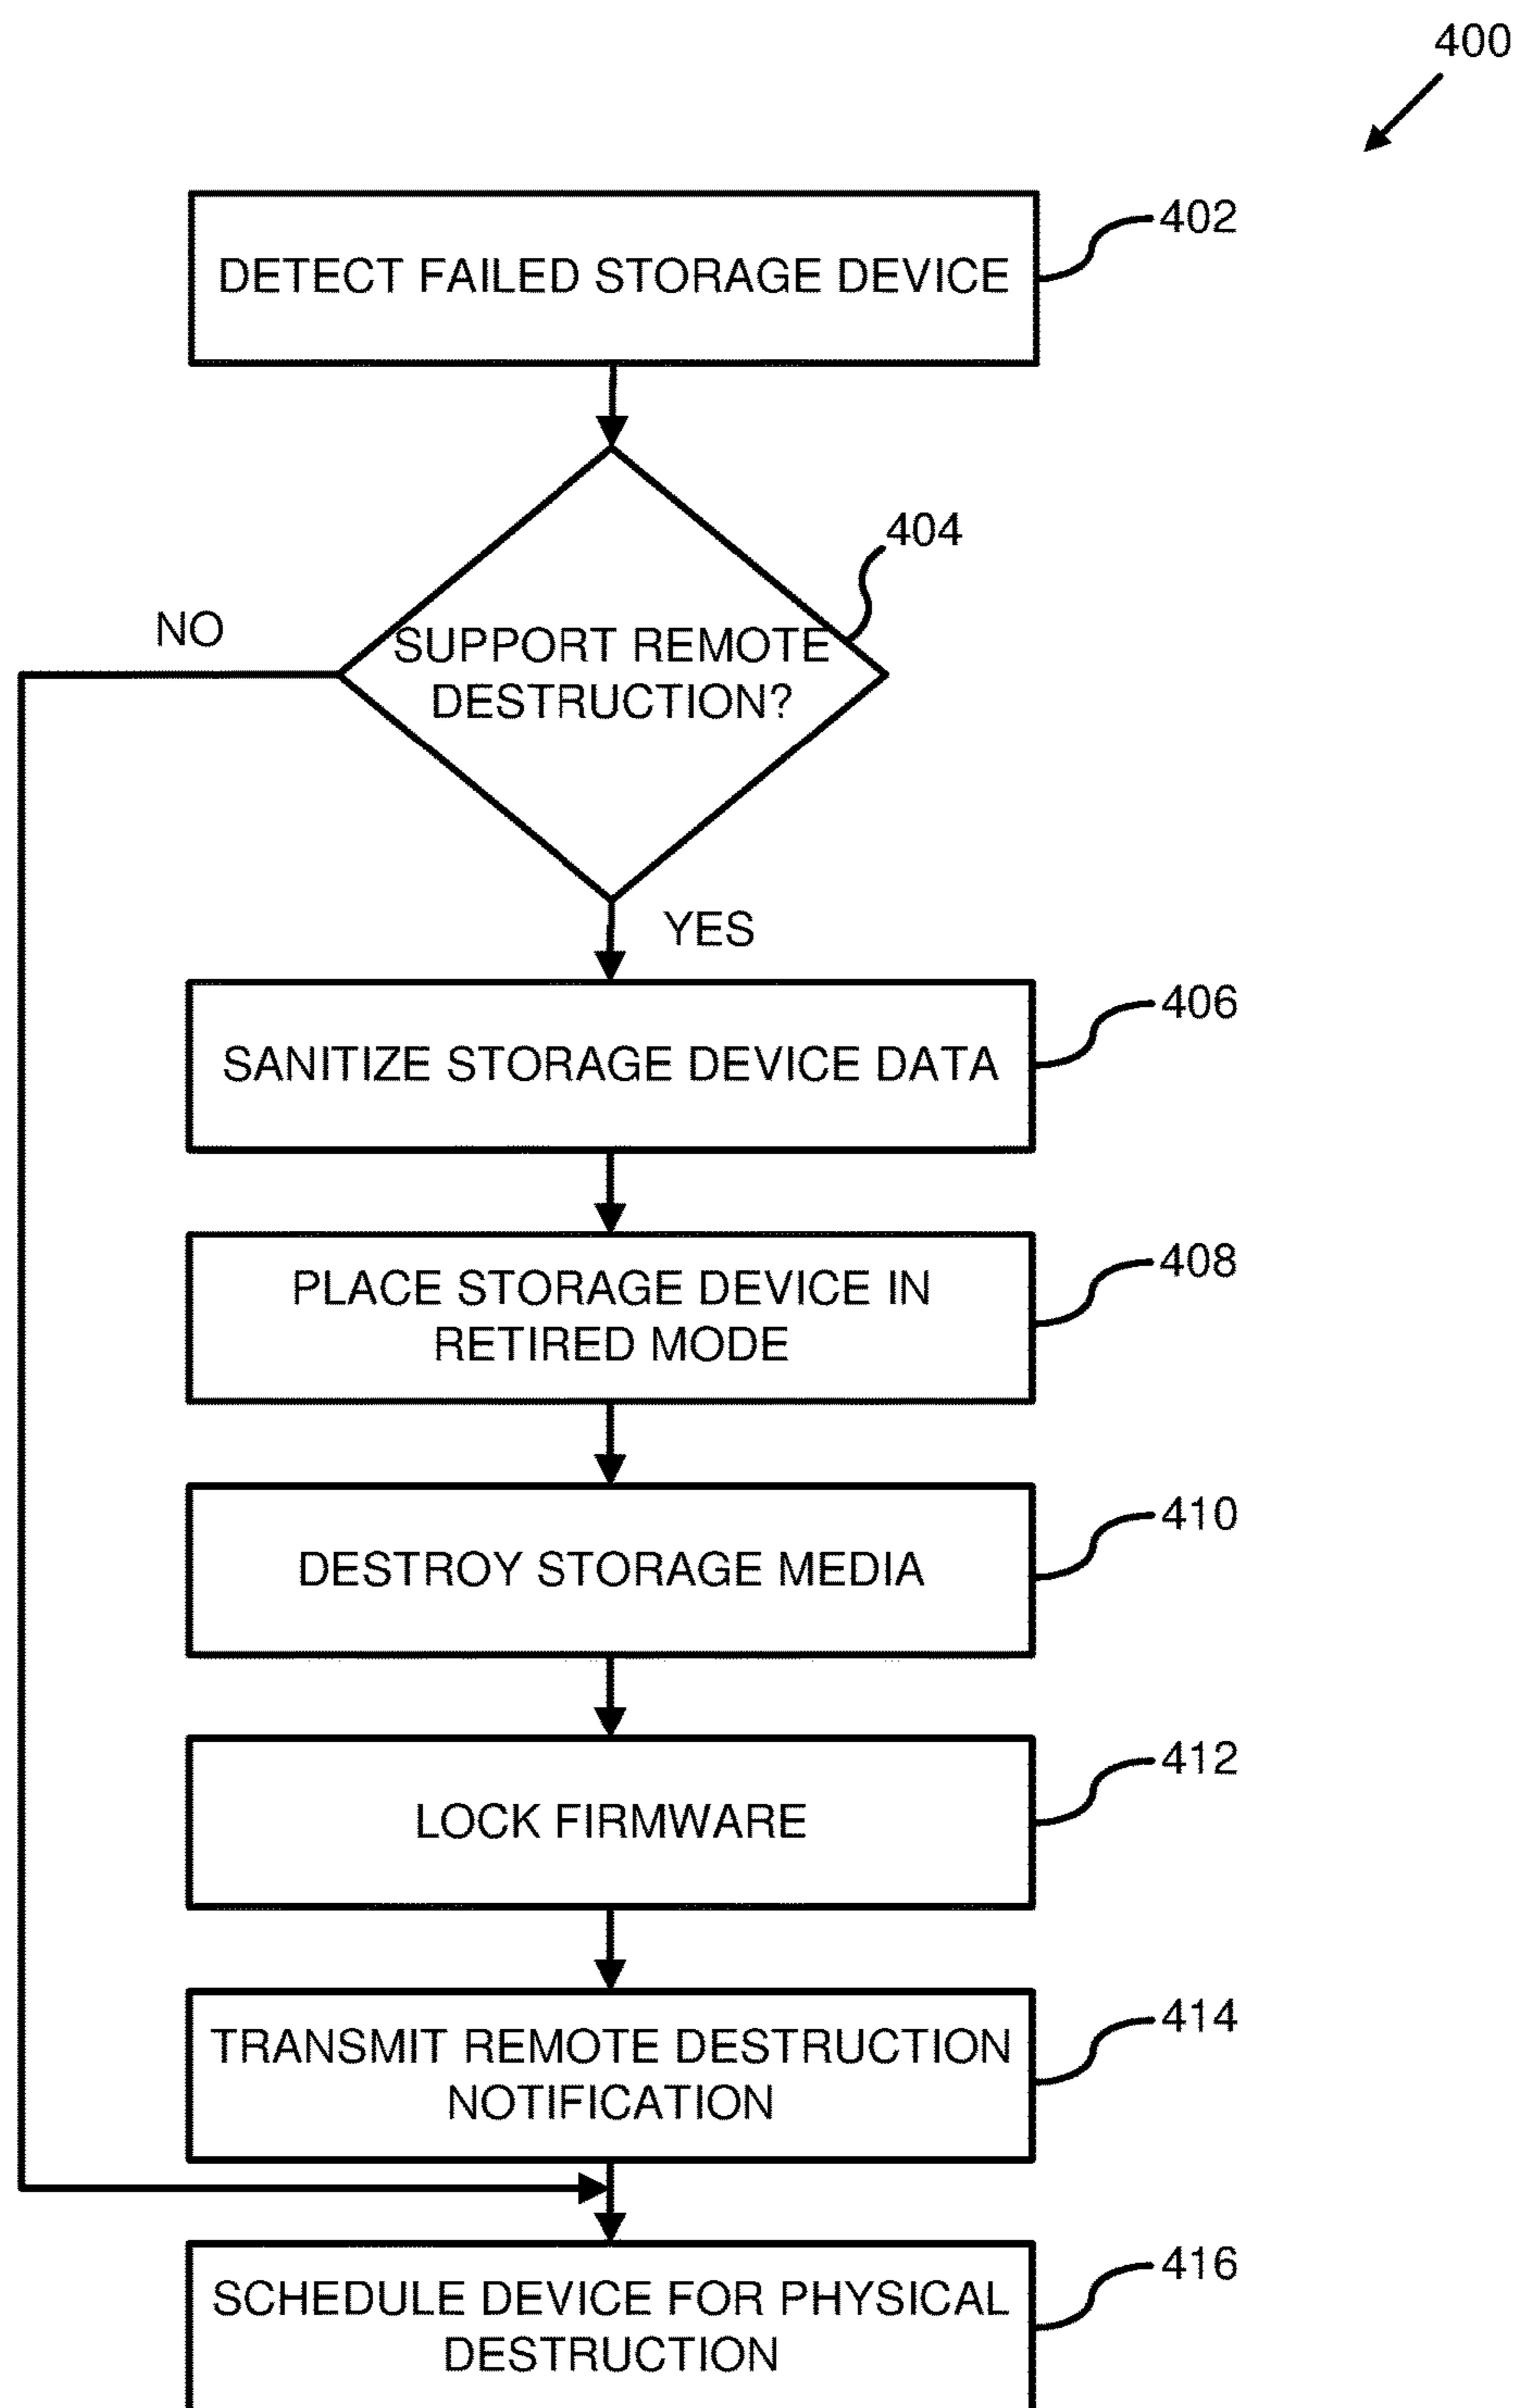 400
DETECT FAILED STORAGE DEVICE
402
404
NO
SUPPORT REMOTE
DESTRUCTION?
YES
SANITIZE STORAGE DEVICE DATA
406
PLACE STORAGE DEVICE IN
RETIRED MODE
408
DESTROY STORAGE MEDIA
410
LOCK FIRMWARE
412
TRANSMIT REMOTE DESTRUCTION
NOTIFICATION
414
SCHEDULE DEVICE FOR PHYSICAL
DESTRUCTION
416